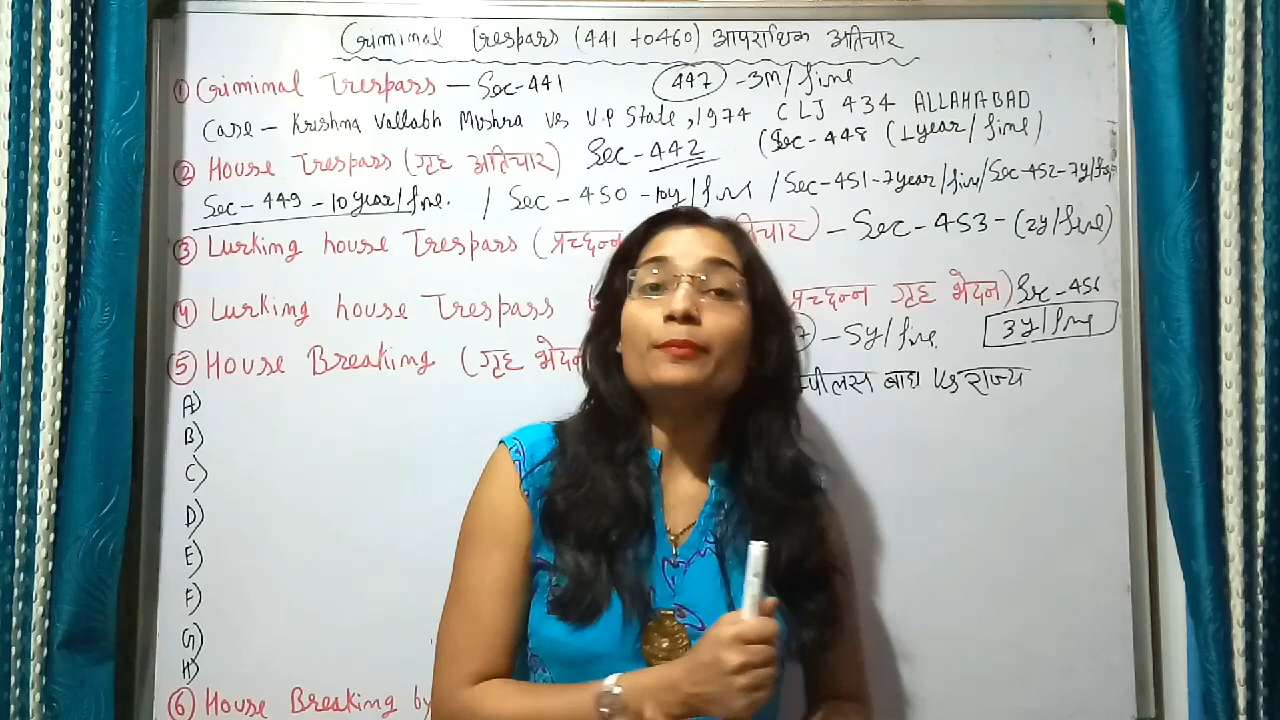 Criminal Trespass (441 to 460) आपराधिक अतिचार
① Criminal Trespass – Sec-441 447 -3m/fine
Case – Krishna Vallabh Mishra vs U.P State, 1974 CLJ 434 ALLAHABAD
② House Trespass (गृह अतिचार) Sec-442 (Sec-448 (1year/fine)
Sec-449-10year/fine. / Sec-450-10y/fine /Sec-451-7year/fine/Sec-452-7y/fine
③ Lurking house Trespass (प्रच्छन्न तिचार) – Sec-453-(2y/fine)
④ Lurking house Trespass प्रच्छन्न गृह भेदन) Sec-456
7) – 5y/fine. 3y/fine
⑤ House Breaking (गृह भेदन
बाघ Vs राज्य
A)
B)
C)
D)
E)
F)
G)
H)
⑥ House Breaking by